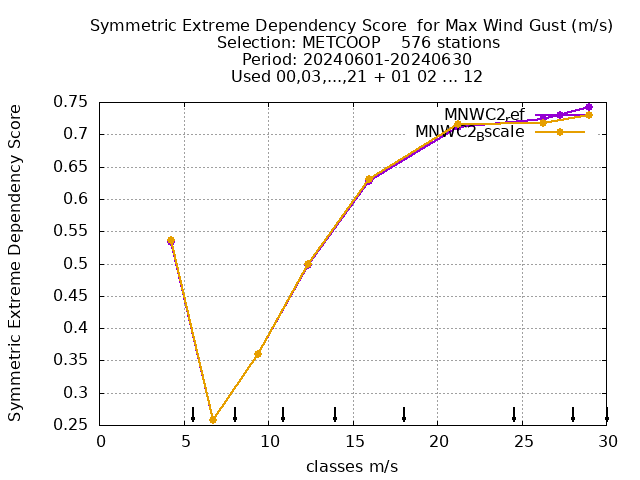 Symmetric Extreme Dependency Score for Max Wind Gust (m/s)
Selection: METCOOP 576 stations
Period: 20240601-20240630
Used 00,03,...,21 + 01 02 ... 12
Symmetric Extreme Dependency Score
0.75
0.7
0.65
0.6
0.55
0.5
0.45
0.4
0.35
0.3
0.25
MNWC2_ref
MNWC2_Bscale
0 5 10 15 20 25 30
classes m/s